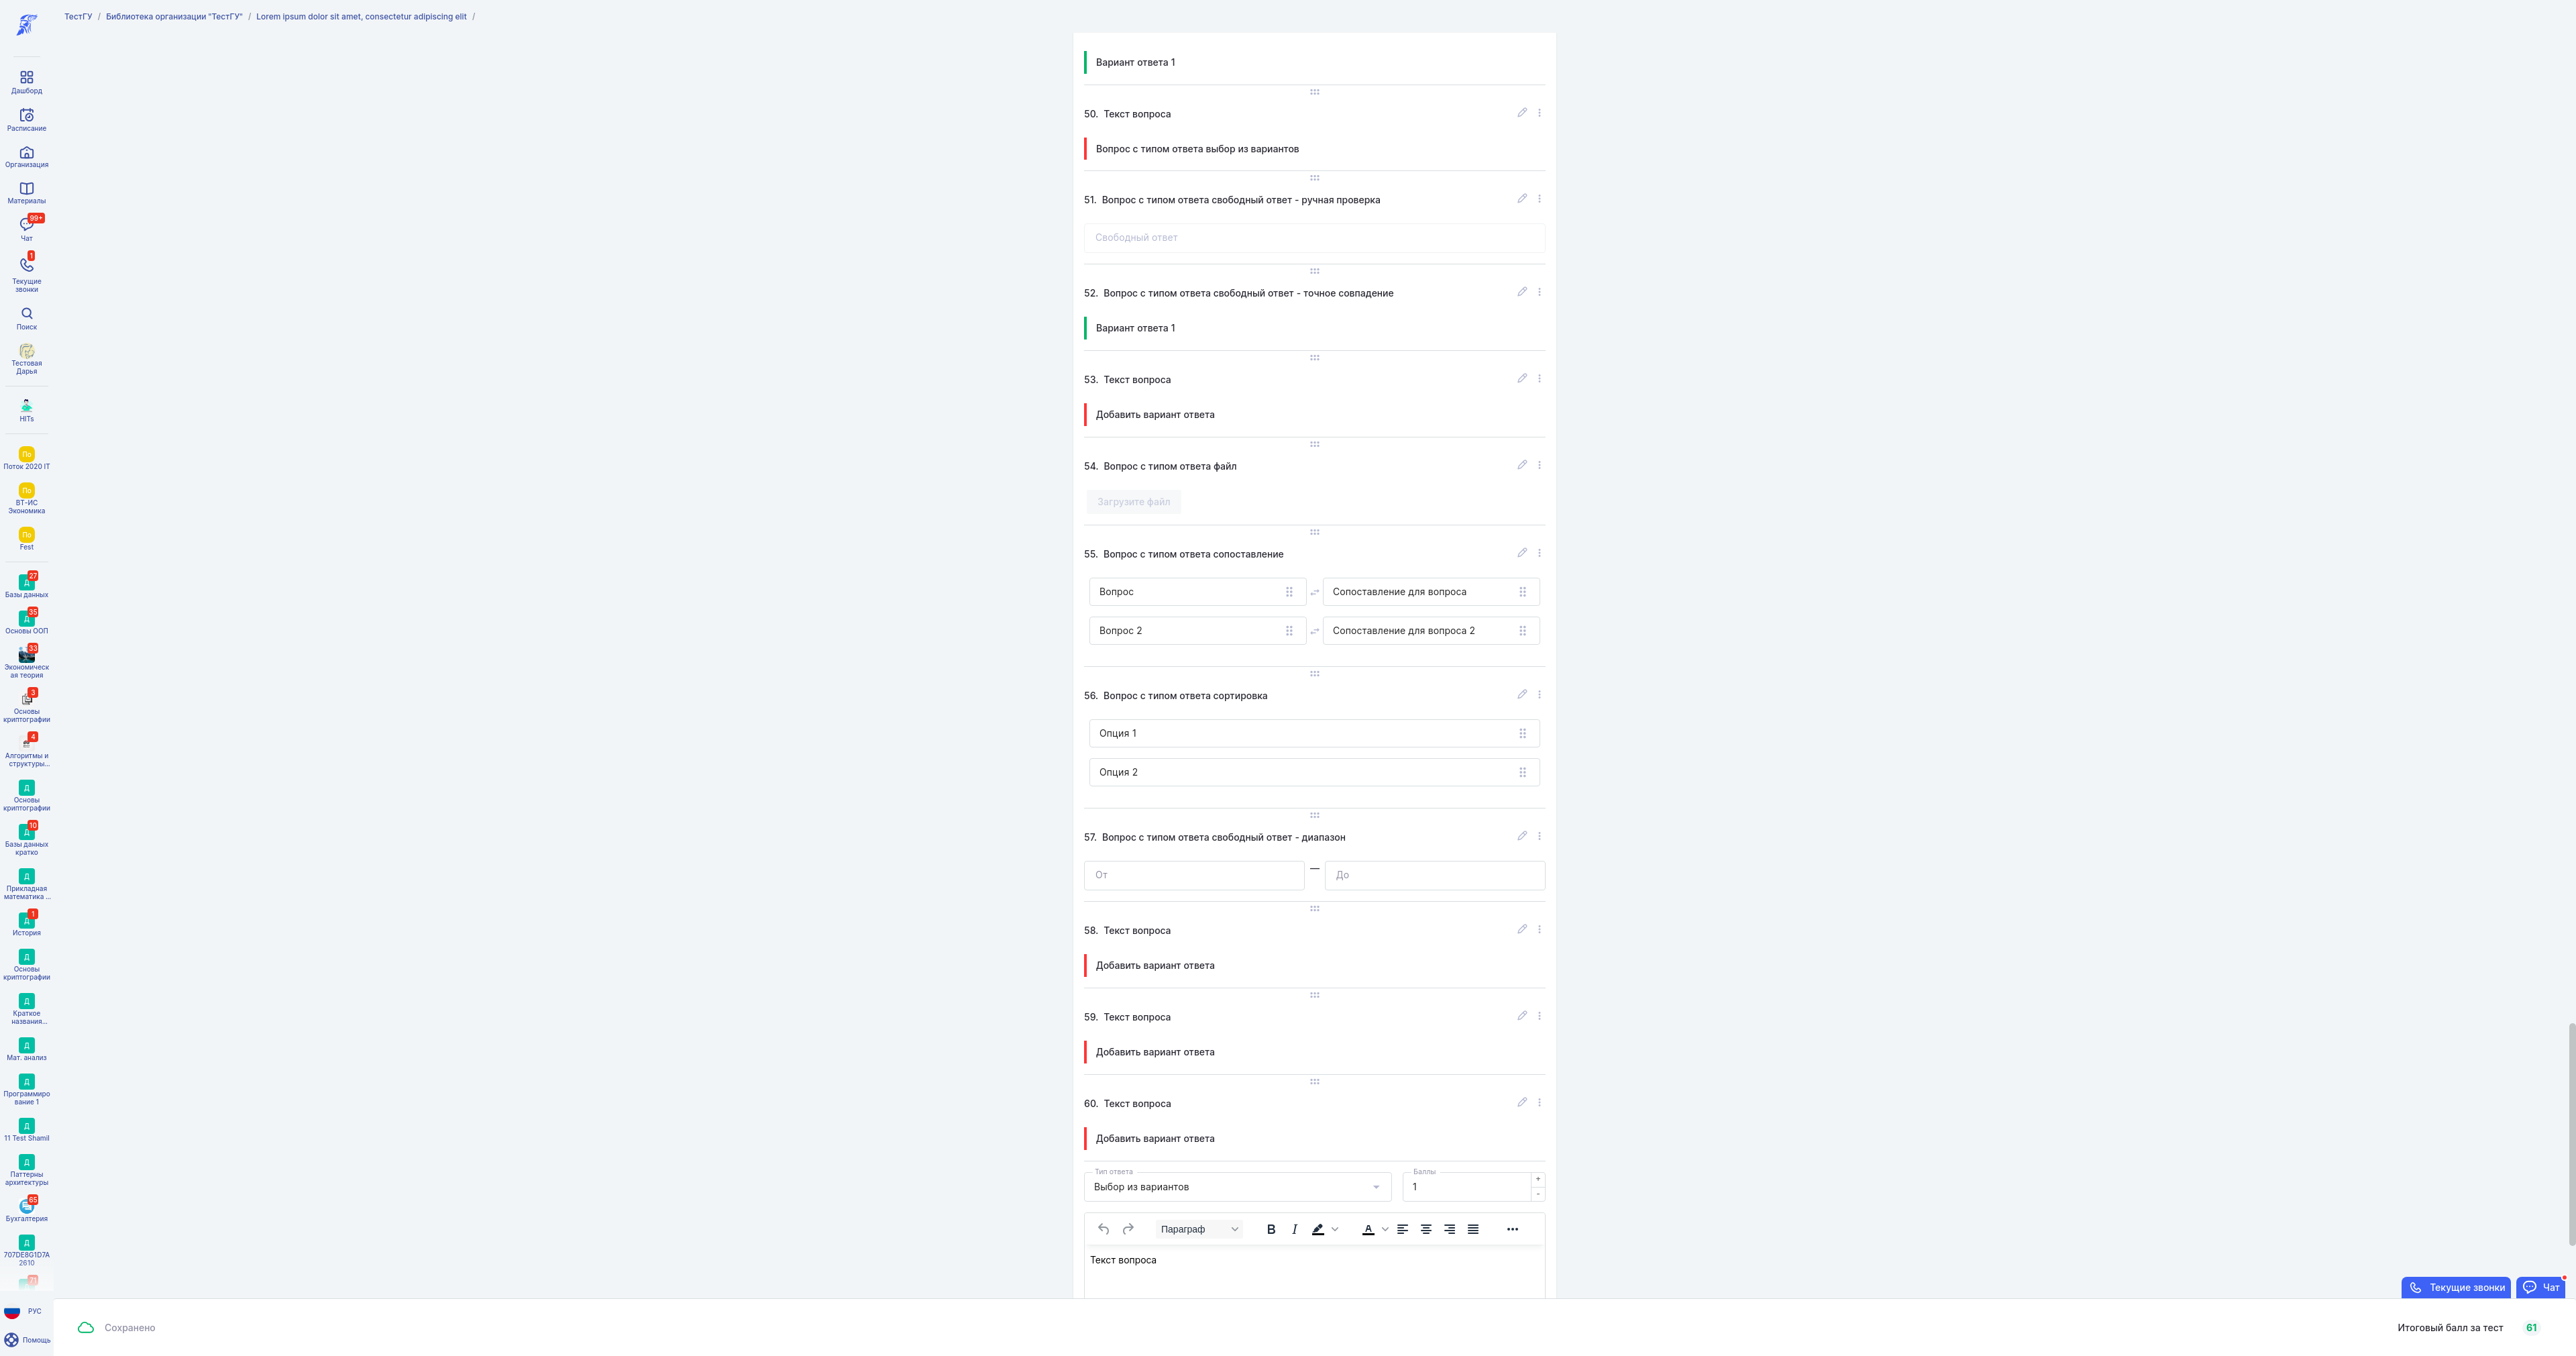 ТестГУ / Библиотека организации "ТестГУ" / Lorem ipsum dolor sit amet, consectetur adipiscing elit /
Дашборд
Расписание
Организация
Материалы
99+
Чат
1
Текущие
звонки
Поиск
Тестовая
Дарья
HITs
По
Поток 2020 IT
По
ВТ-ИС
Экономика
По
Fest
27
Д
Базы данных
35
Д
Основы ООП
33
Экономическ
ая теория
3
Основы
криптографии
4
Алгоритмы и
структуры...
Д
Основы
криптографии
10
Д
Базы данных
кратко
Д
Прикладная
математика ...
1
Д
История
Д
Основы
криптографии
Д
Краткое
названия...
Д
Мат. анализ
Д
Программиро
вание 1
Д
11 Test Shamil
Д
Паттерны
архитектуры
65
Бухгалтерия
Д
707DE8G1D7A
2610
21
РУС
Помощь
Вариант ответа 1
50. Текст вопроса
Вопрос с типом ответа выбор из вариантов
51. Вопрос с типом ответа свободный ответ - ручная проверка
Свободный ответ
52. Вопрос с типом ответа свободный ответ - точное совпадение
Вариант ответа 1
53. Текст вопроса
Добавить вариант ответа
54. Вопрос с типом ответа файл
Загрузите файл
55. Вопрос с типом ответа сопоставление
Вопрос Сопоставление для вопроса
Вопрос 2 Сопоставление для вопроса 2
56. Вопрос с типом ответа сортировка
Опция 1
Опция 2
57. Вопрос с типом ответа свободный ответ - диапазон
От — До
58. Текст вопроса
Добавить вариант ответа
59. Текст вопроса
Добавить вариант ответа
60. Текст вопроса
Добавить вариант ответа
Тип ответа Баллы
Выбор из вариантов 1 + -
Параграф B I A
Текст вопроса
Текущие звонки Чат
Сохранено Итоговый балл за тест 61